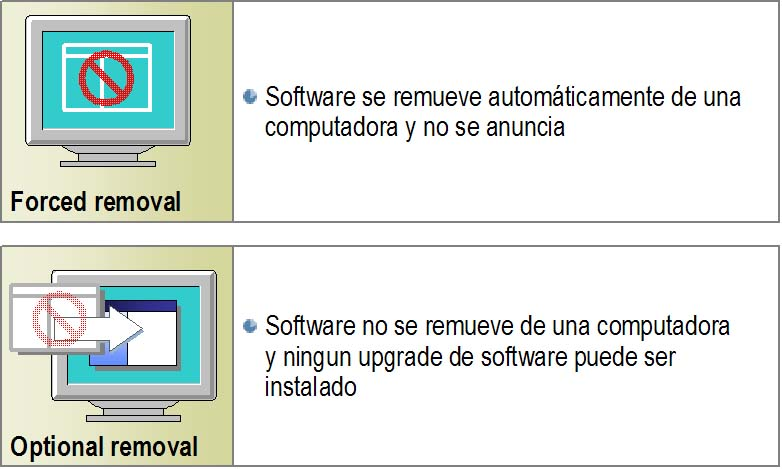 Software se remueve automáticamente de una
computadora y no se anuncia
Forced removal
Software no se remueve de una computadora
y ningun upgrade de software puede ser
instalado
Optional removal